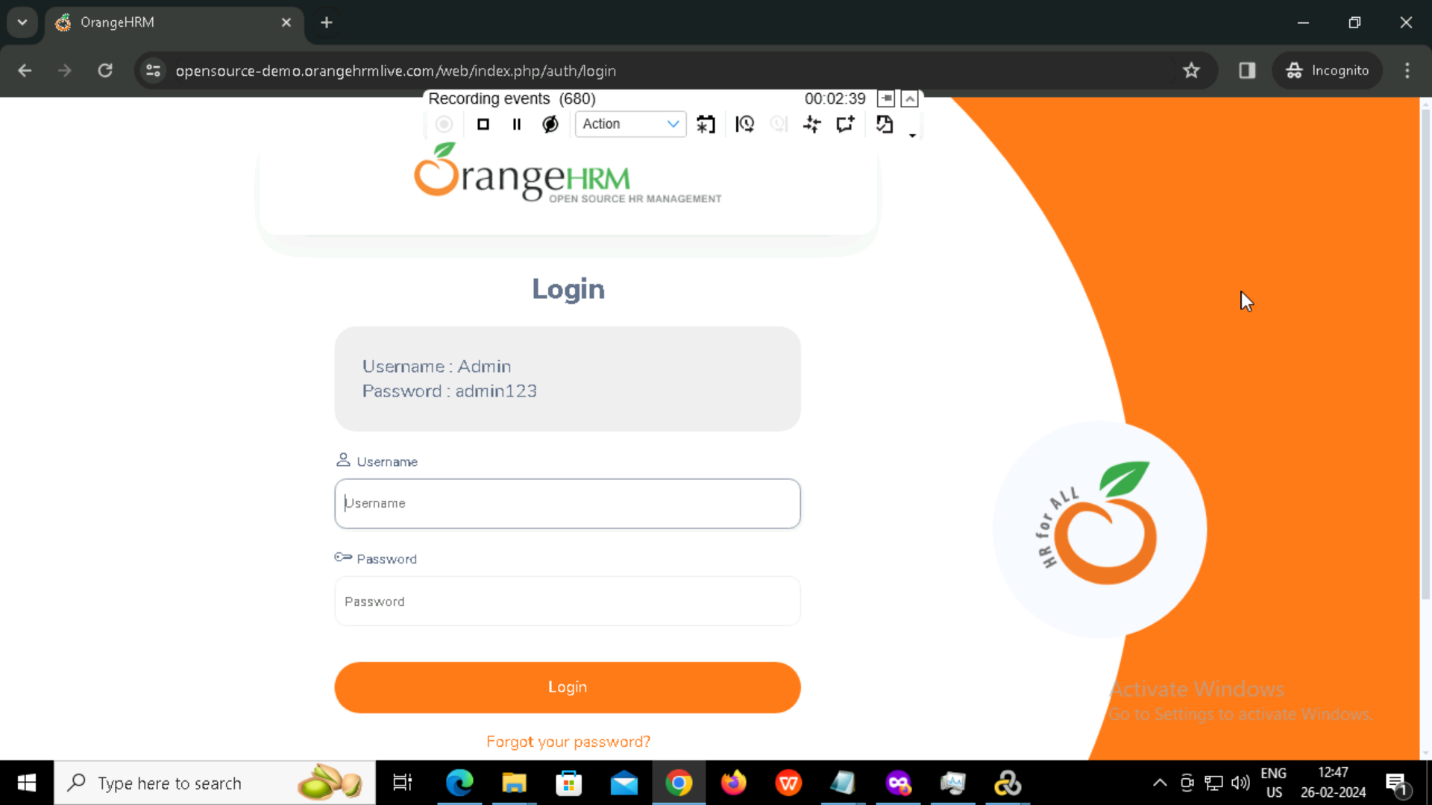 OrangeHRM
opensource-demo.orangehrmlive.com/web/index.php/auth/login
Incognito
Recording events (680) 00:02:39
Action
OrangeHRM
OPEN SOURCE HR MANAGEMENT
Login
Username : Admin
Password : admin123
Username
Username
Password
Password
Login
Forgot your password?
HR for ALL
Activate Windows
Go to Settings to activate Windows.
Type here to search
ENG
US
12:47
26-02-2024
1